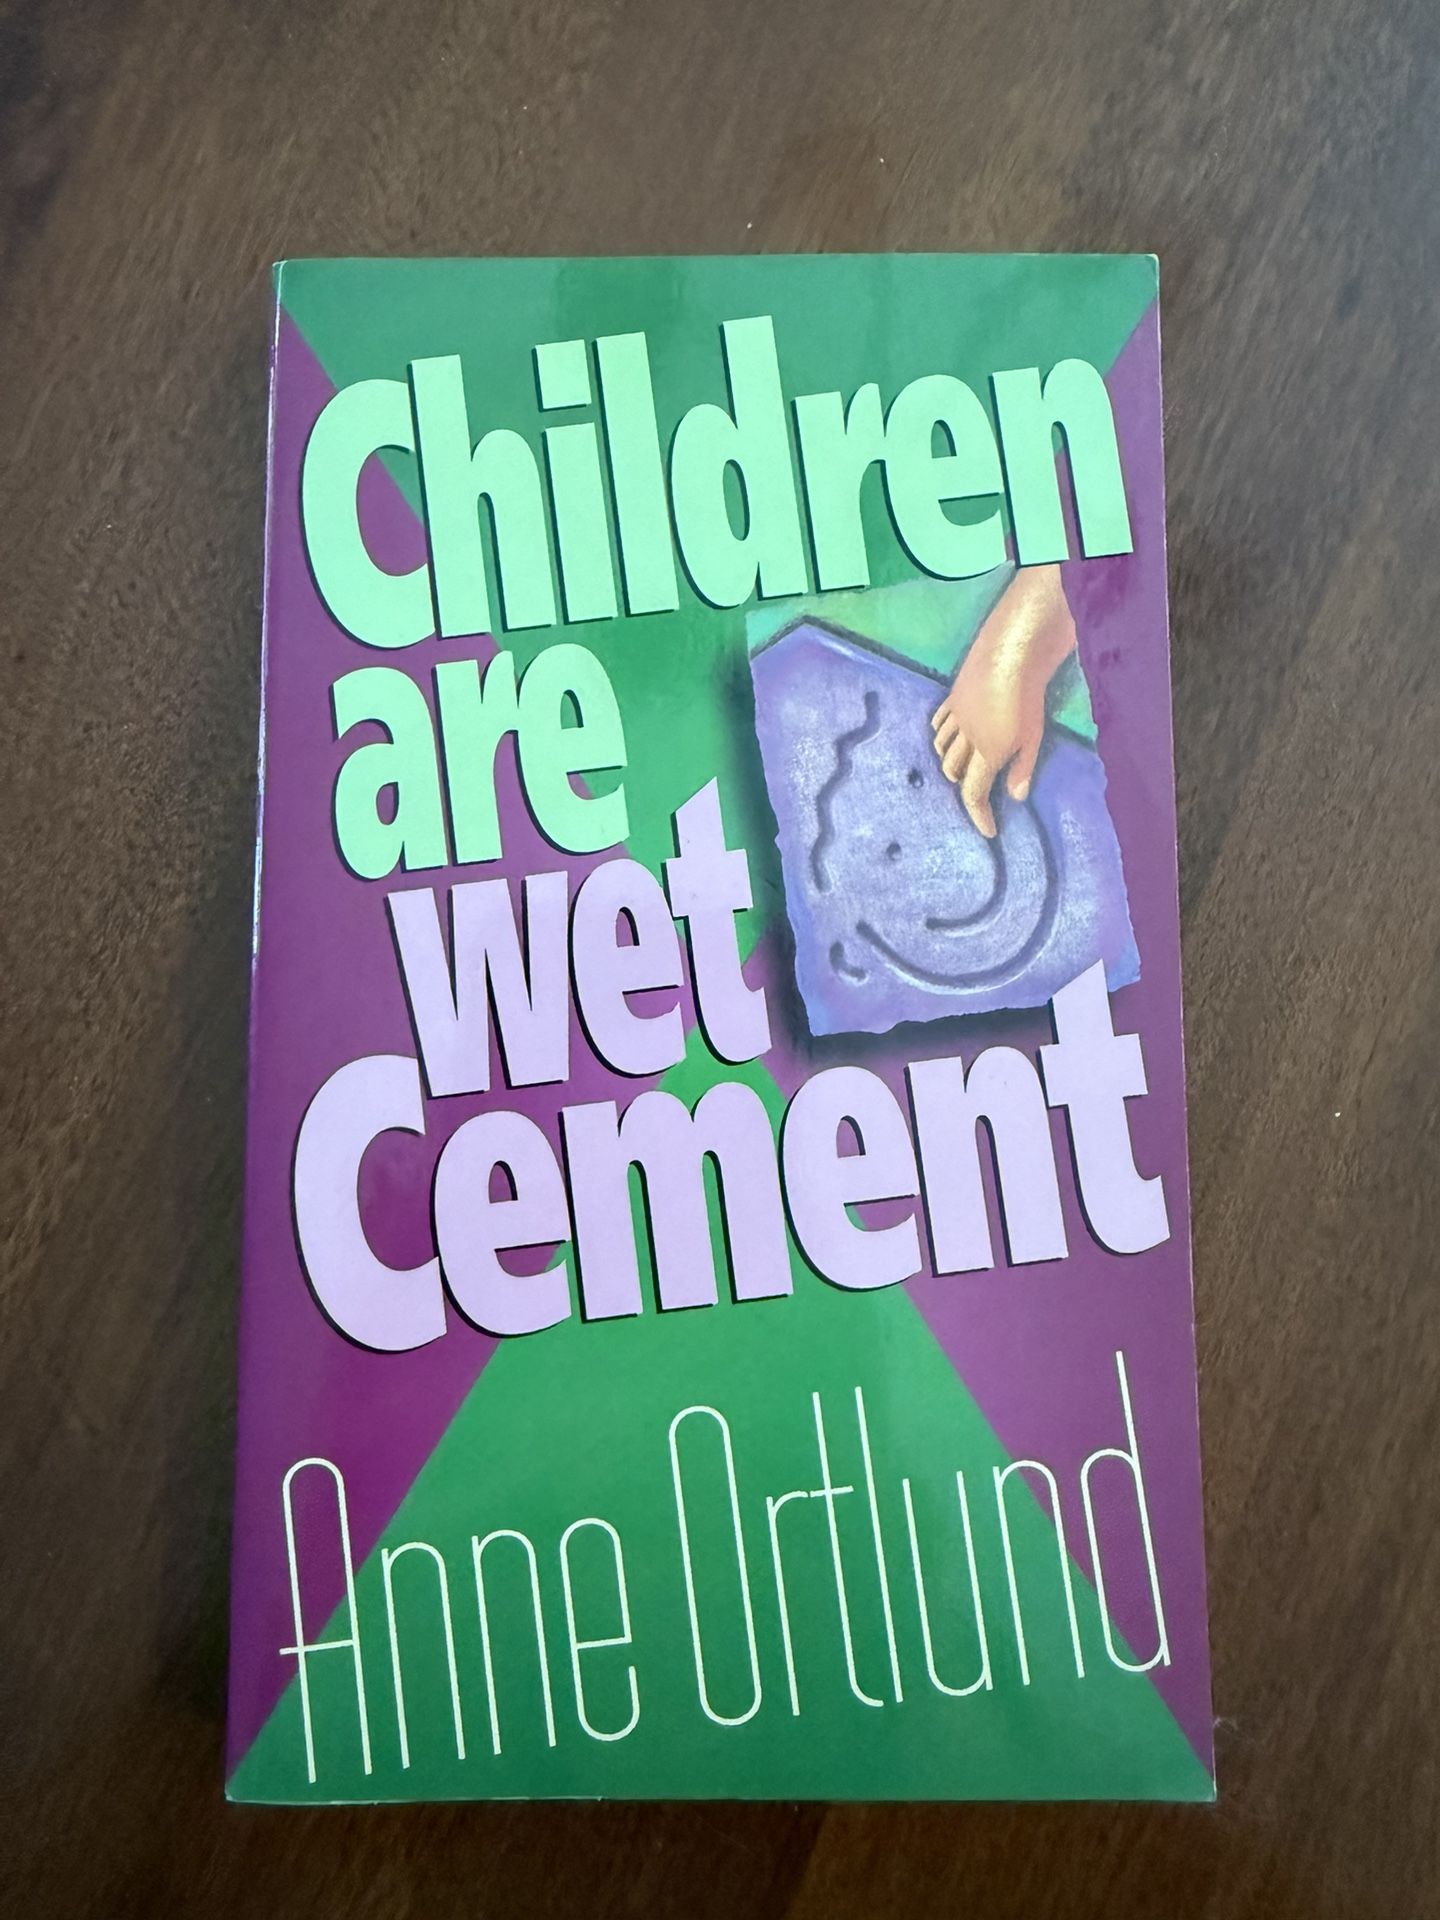 Children
are
wet
Cement
Anne Ortlund